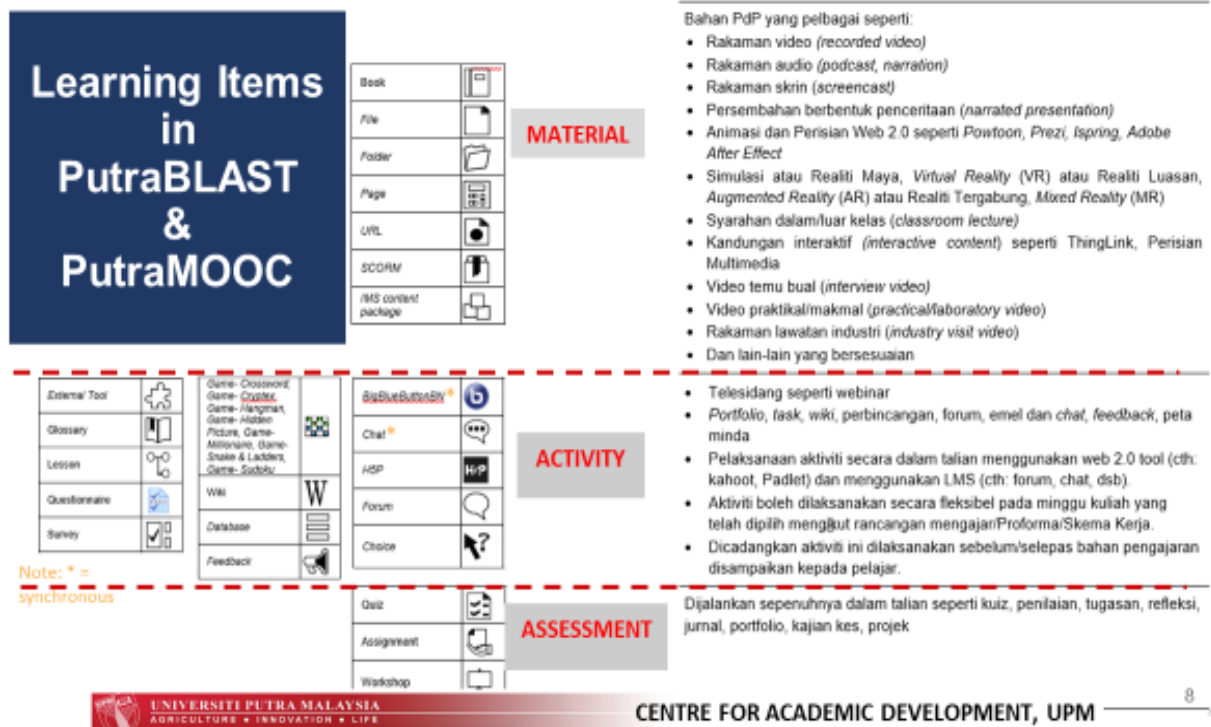 Learning Items
in
PutraBLAST
&
PutraMOOC
Book
File
Folder
Page
URL
SCORM
IMS content
package
MATERIAL
Bahan PdP yang pelbagai seperti:
• Rakaman video (recorded video)
• Rakaman audio (podcast, narration)
• Rakaman skrin (screencast)
• Persembahan berbentuk penceritaan (narrated presentation)
• Animasi dan Perisian Web 2.0 seperti Powtoon, Prezi, Ispring, Adobe
After Effect
• Simulasi atau Realiti Maya, Virtual Reality (VR) atau Realiti Luasan,
Augmented Reality (AR) atau Realiti Tergabung, Mixed Reality (MR)
• Syarahan dalam/luar kelas (classroom lecture)
• Kandungan interaktif (interactive content) seperti ThingLink, Perisian
Multimedia
• Video temu bual (interview video)
• Video praktikal/makmal (practical/laboratory video)
• Rakaman lawatan industri (industry visit video)
• Dan lain-lain yang bersesuaian
External Tool
Glossary
Lesson
Questionnaire
Survey
Game- Crossword,
Game- Cryptex,
Game- Hangman,
Game- Hidden
Picture, Game-
Millionaire, Game-
Snake & Ladders,
Game- Sudoku
Wiki
W
Database
Feedback
BigBlueButtonBN *
b
Chat *
H5P
H5P
Forum
Choice
?
ACTIVITY
• Telesidang seperti webinar
• Portfolio, task, wiki, perbincangan, forum, emel dan chat, feedback, peta
minda
• Pelaksanaan aktiviti secara dalam talian menggunakan web 2.0 tool (cth:
kahoot, Padlet) dan menggunakan LMS (cth: forum, chat, dsb).
• Aktiviti boleh dilaksanakan secara fleksibel pada minggu kuliah yang
telah dipilih mengikut rancangan mengajar/Proforma/Skema Kerja.
• Dicadangkan aktiviti ini dilaksanakan sebelum/selepas bahan pengajaran
disampaikan kepada pelajar.
Note: * =
synchronous
Quiz
Assignment
Workshop
ASSESSMENT
Dijalankan sepenuhnya dalam talian seperti kuiz, penilaian, tugasan, refleksi,
jurnal, portfolio, kajian kes, projek
UNIVERSITI PUTRA MALAYSIA
AGRICULTURE • INNOVATION • LIFE
CENTRE FOR ACADEMIC DEVELOPMENT, UPM
8